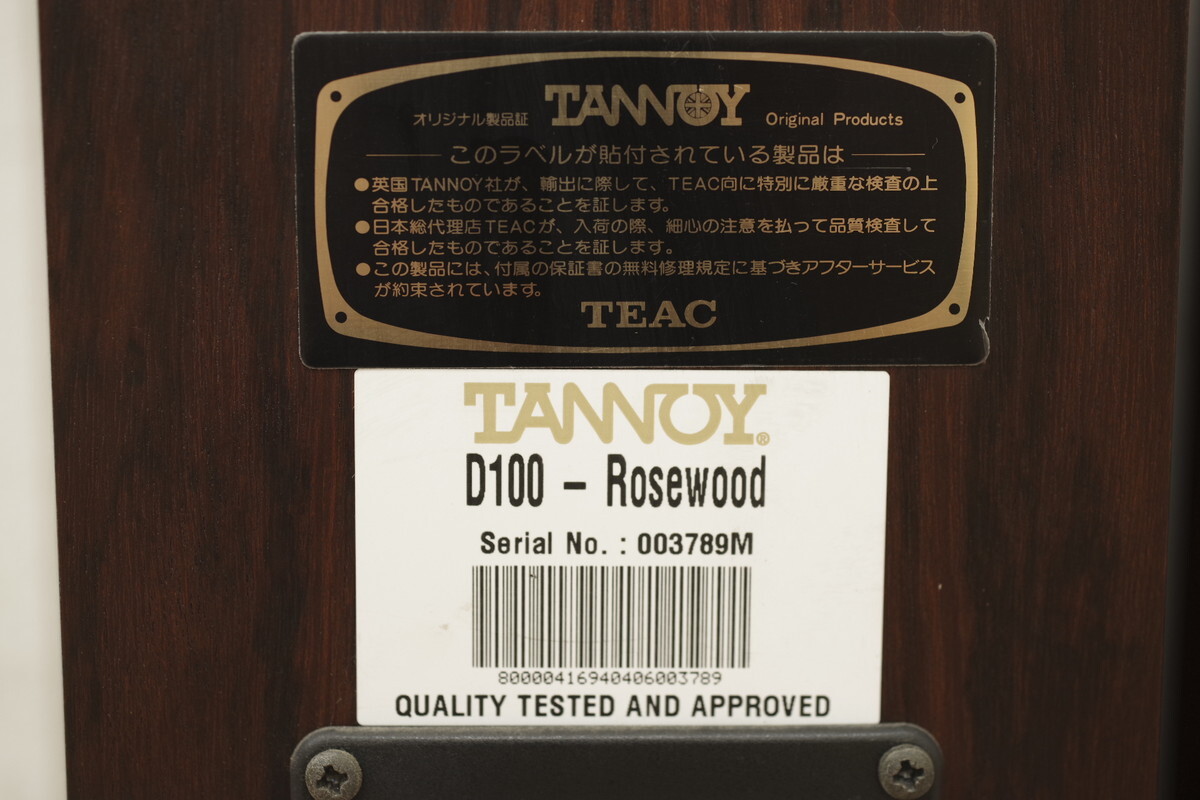 オリジナル製品証 TANNOY Original Products
このラベルが貼付されている製品は
●英国TANNOY社が、輸出に際して、TEAC向に特別に厳重な検査の上
合格したものであることを証します。
●日本総代理店TEACが、入荷の際、細心の注意を払って品質検査して
合格したものであることを証します。
●この製品には、付属の保証書の無料修理規定に基づきアフターサービス
が約束されています。
TEAC
TANNOY®
D100 - Rosewood
Serial No. : 003789M
80000416940406003789
QUALITY TESTED AND APPROVED